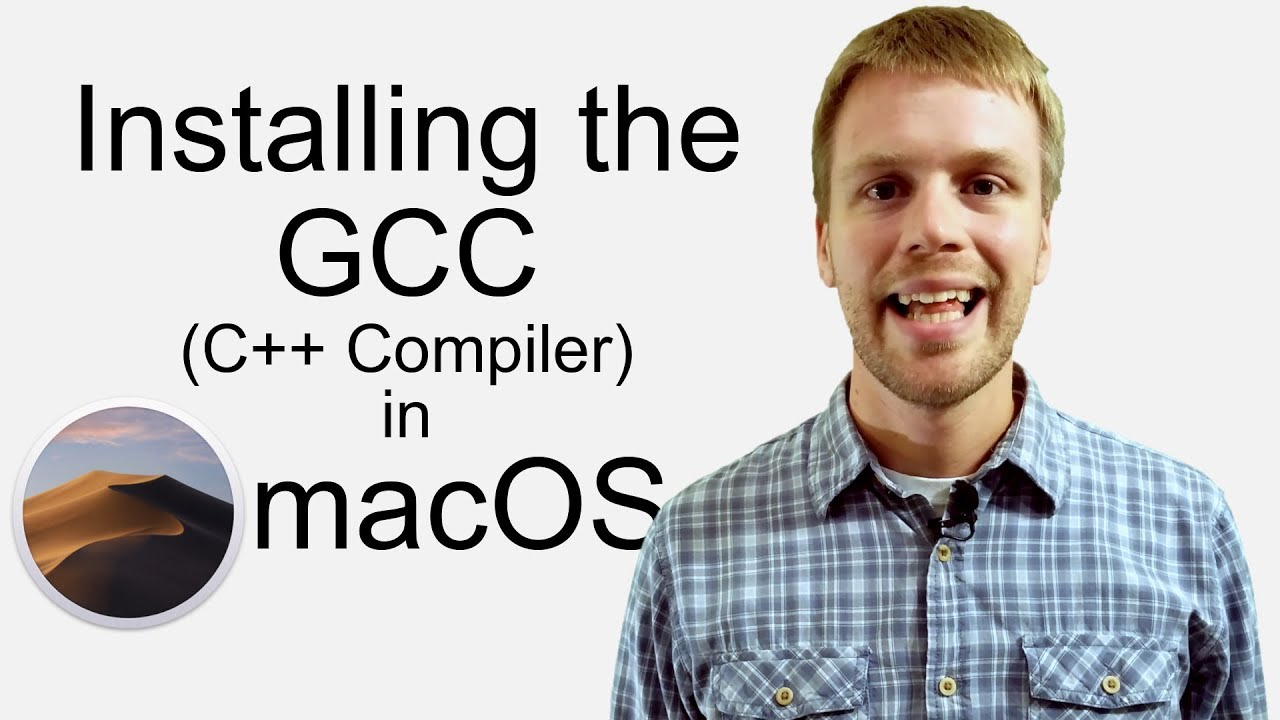 Installing the
GCC
(C++ Compiler)
in
macOS